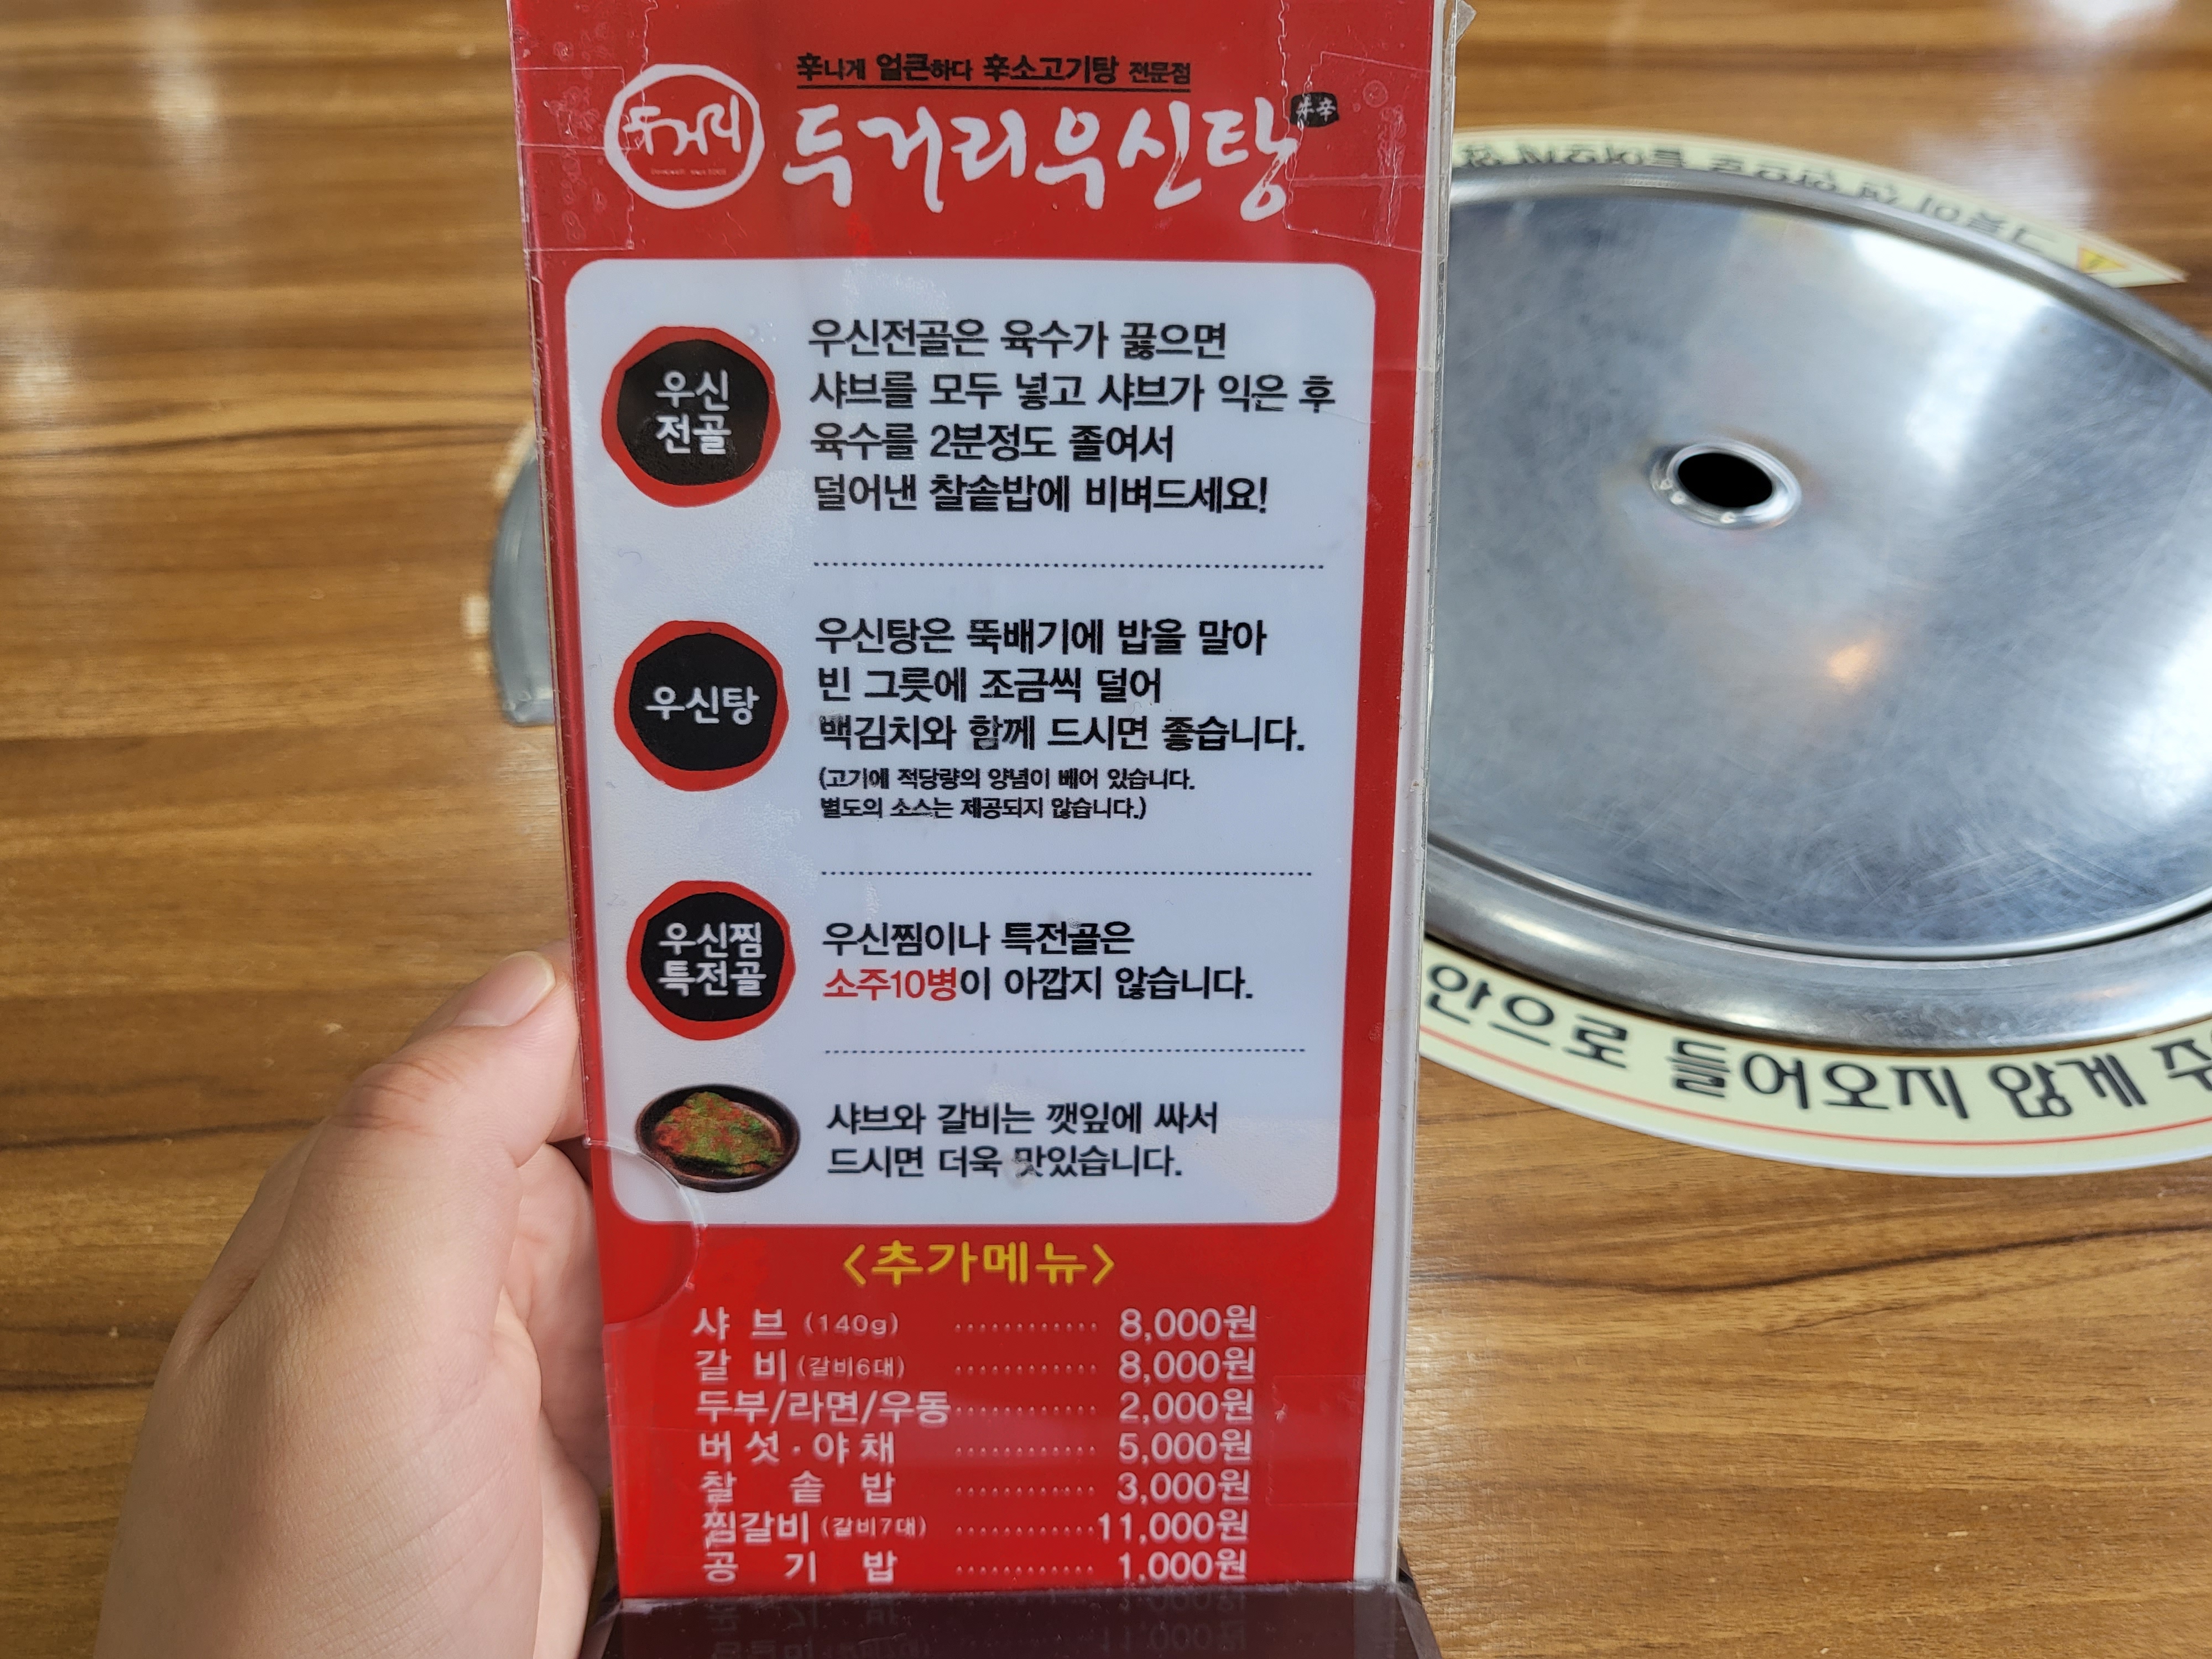 辛나게 얼큰하다 辛소고기탕 전문점
두거리
두거리우신탕
牛辛
우신
전골
우신전골은 육수가 끓으면
샤브를 모두 넣고 샤브가 익은 후
육수를 2분정도 졸여서
덜어낸 찰솥밥에 비벼드세요!
우신탕
우신탕은 뚝배기에 밥을 말아
빈 그릇에 조금씩 덜어
백김치와 함께 드시면 좋습니다.
(고기에 적당량의 양념이 베어 있습니다.
별도의 소스는 제공되지 않습니다.)
우신찜
특전골
우신찜이나 특전골은
소주10병이 아깝지 않습니다.
샤브와 갈비는 깻잎에 싸서
드시면 더욱 맛있습니다.
<추가메뉴>
샤 브 (140g) ············ 8,000원
갈 비 (갈비6대) ············ 8,000원
두부/라면/우동 ············ 2,000원
버섯·야채 ············ 5,000원
찰 솥 밥 ············ 3,000원
찜갈비 (갈비7대) ············ 11,000원
공 기 밥 ············ 1,000원
안으로 들어오지 않게